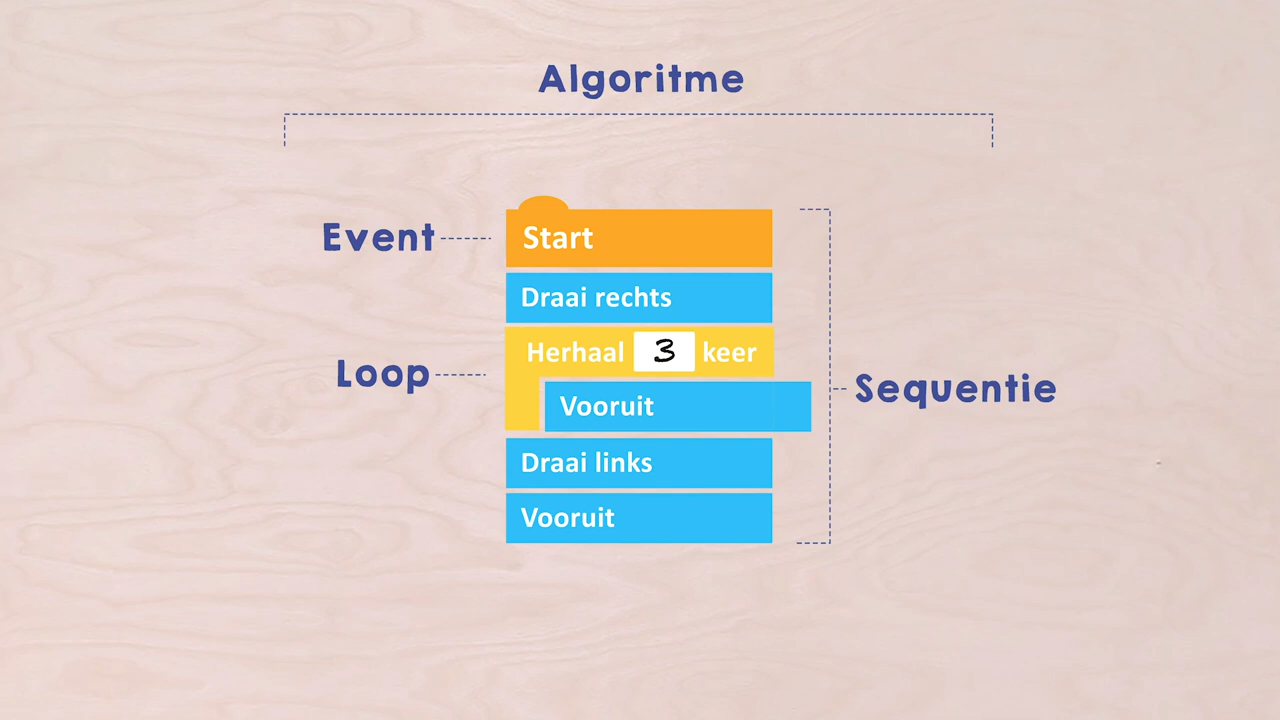 Algoritme
Event
Start
Draai rechts
Loop
Herhaal 3 keer
Vooruit
Sequentie
Draai links
Vooruit